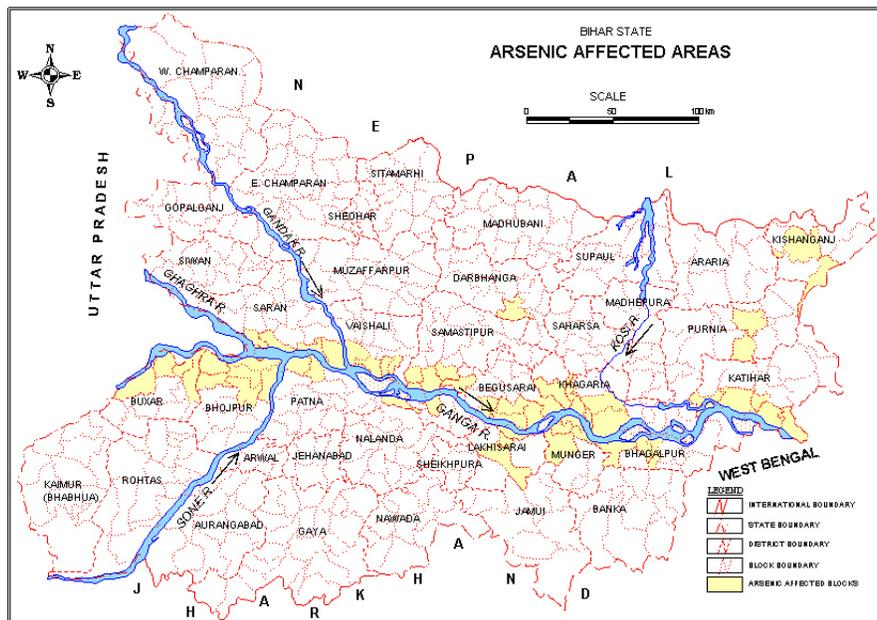 BIHAR STATE
ARSENIC AFFECTED AREAS
SCALE
0 50 100 km
N
W E
S
N E P A L
UTTAR PRADESH
W. CHAMPARAN
E. CHAMPARAN
SITAMARHI
SHEOHAR
GOPALGANJ
GANDAK R.
MADHUBANI
SUPAUL
ARARIA
KISHANGANJ
SIWAN
MUZAFFARPUR
DARBHANGA
GHAGHRA R.
SARAN
VAISHALI
SAMASTIPUR
SAHARSA
MADHEPURA
KOSI R.
PURNIA
BEGUSARAI
KHAGARIA
KATIHAR
BUXAR
BHOJPUR
PATNA
GANGA R.
NALANDA
LAKHISARAI
MUNGER
BHAGALPUR
ARWAL
JEHANABAD
SHEIKHPURA
KAIMUR
(BHABHUA)
ROHTAS
SONE R.
AURANGABAD
GAYA
NAWADA
JAMUI
BANKA
WEST BENGAL
J H A R K H A N D
LEGEND
INTERNATIONAL BOUNDARY
STATE BOUNDARY
DISTRICT BOUNDARY
BLOCK BOUNDARY
ARSENIC AFFECTED BLOCKS